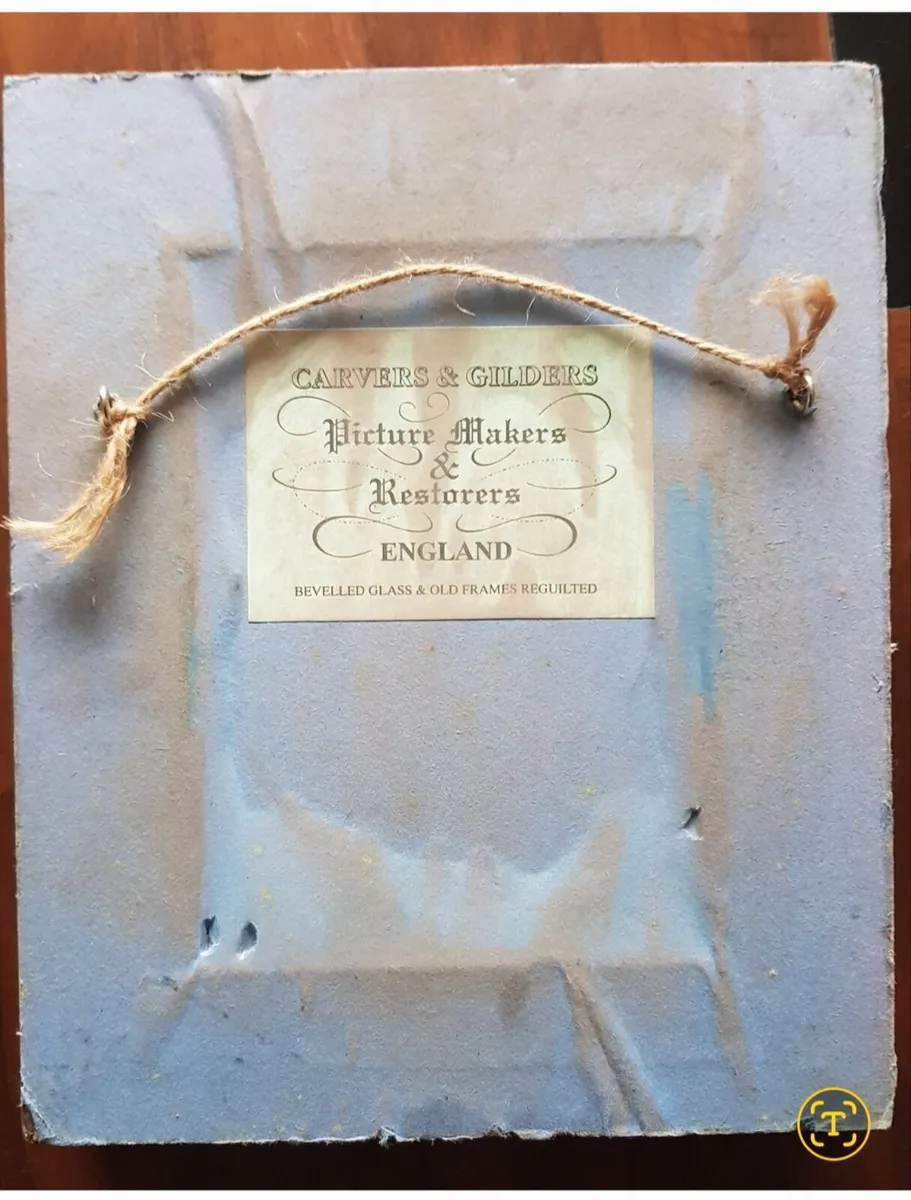 CARVERS & GILDERS
Picture Makers
&
Restorers
ENGLAND
BEVELLED GLASS & OLD FRAMES REGUILTED